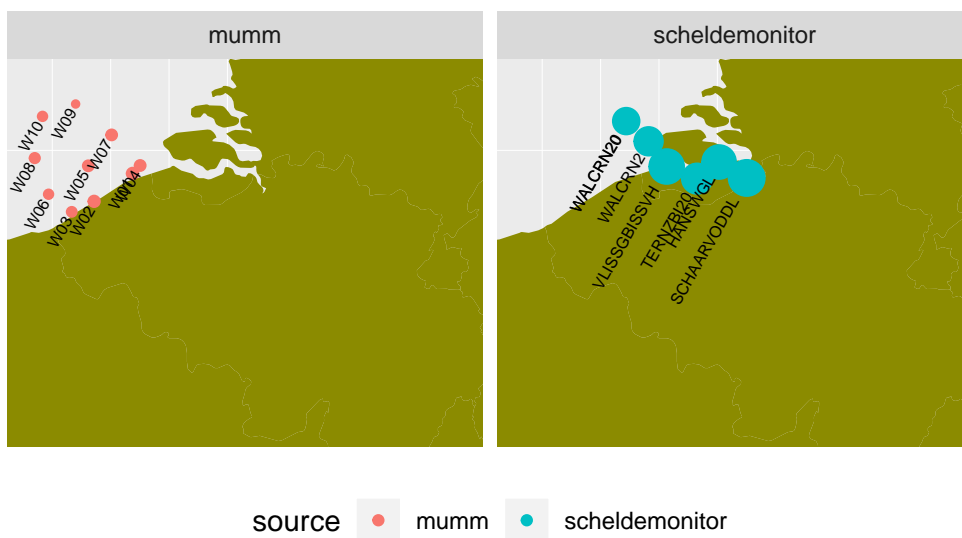 mumm
scheldemonitor
W10
W09
W08
W07
W05
W04
W06
W03
W02
WALCRN20
WALCRN2
VLISSGBISSVH
TERNZBI20
HANSWGL
SCHAARVODDL
source
mumm
scheldemonitor